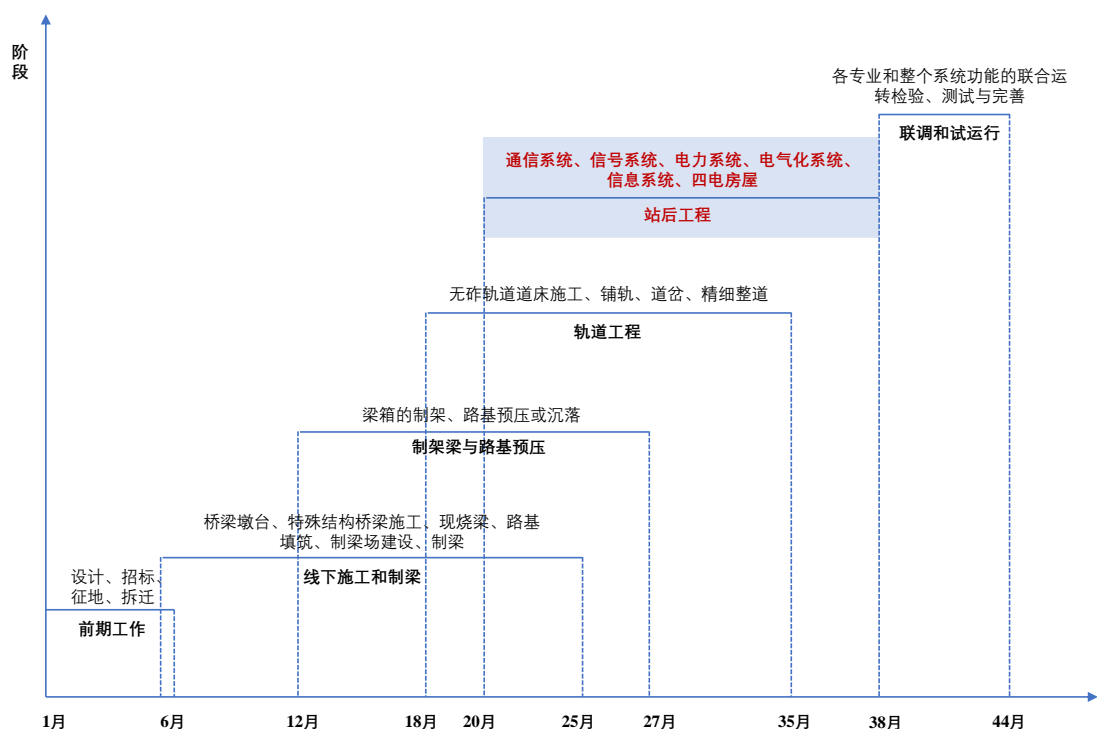 阶
段
各专业和整个系统功能的联合运
转检验、测试与完善
联调和试运行
通信系统、信号系统、电力系统、电气化系统、
信息系统、四电房屋
站后工程
无砟轨道道床施工、铺轨、道岔、精细整道
轨道工程
梁箱的制架、路基预压或沉落
制架梁与路基预压
桥梁墩台、特殊结构桥梁施工、现烧梁、路基
填筑、制梁场建设、制梁
线下施工和制梁
设计、招标、
征地、拆迁
前期工作
1月 6月 12月 18月 20月 25月 27月 35月 38月 44月